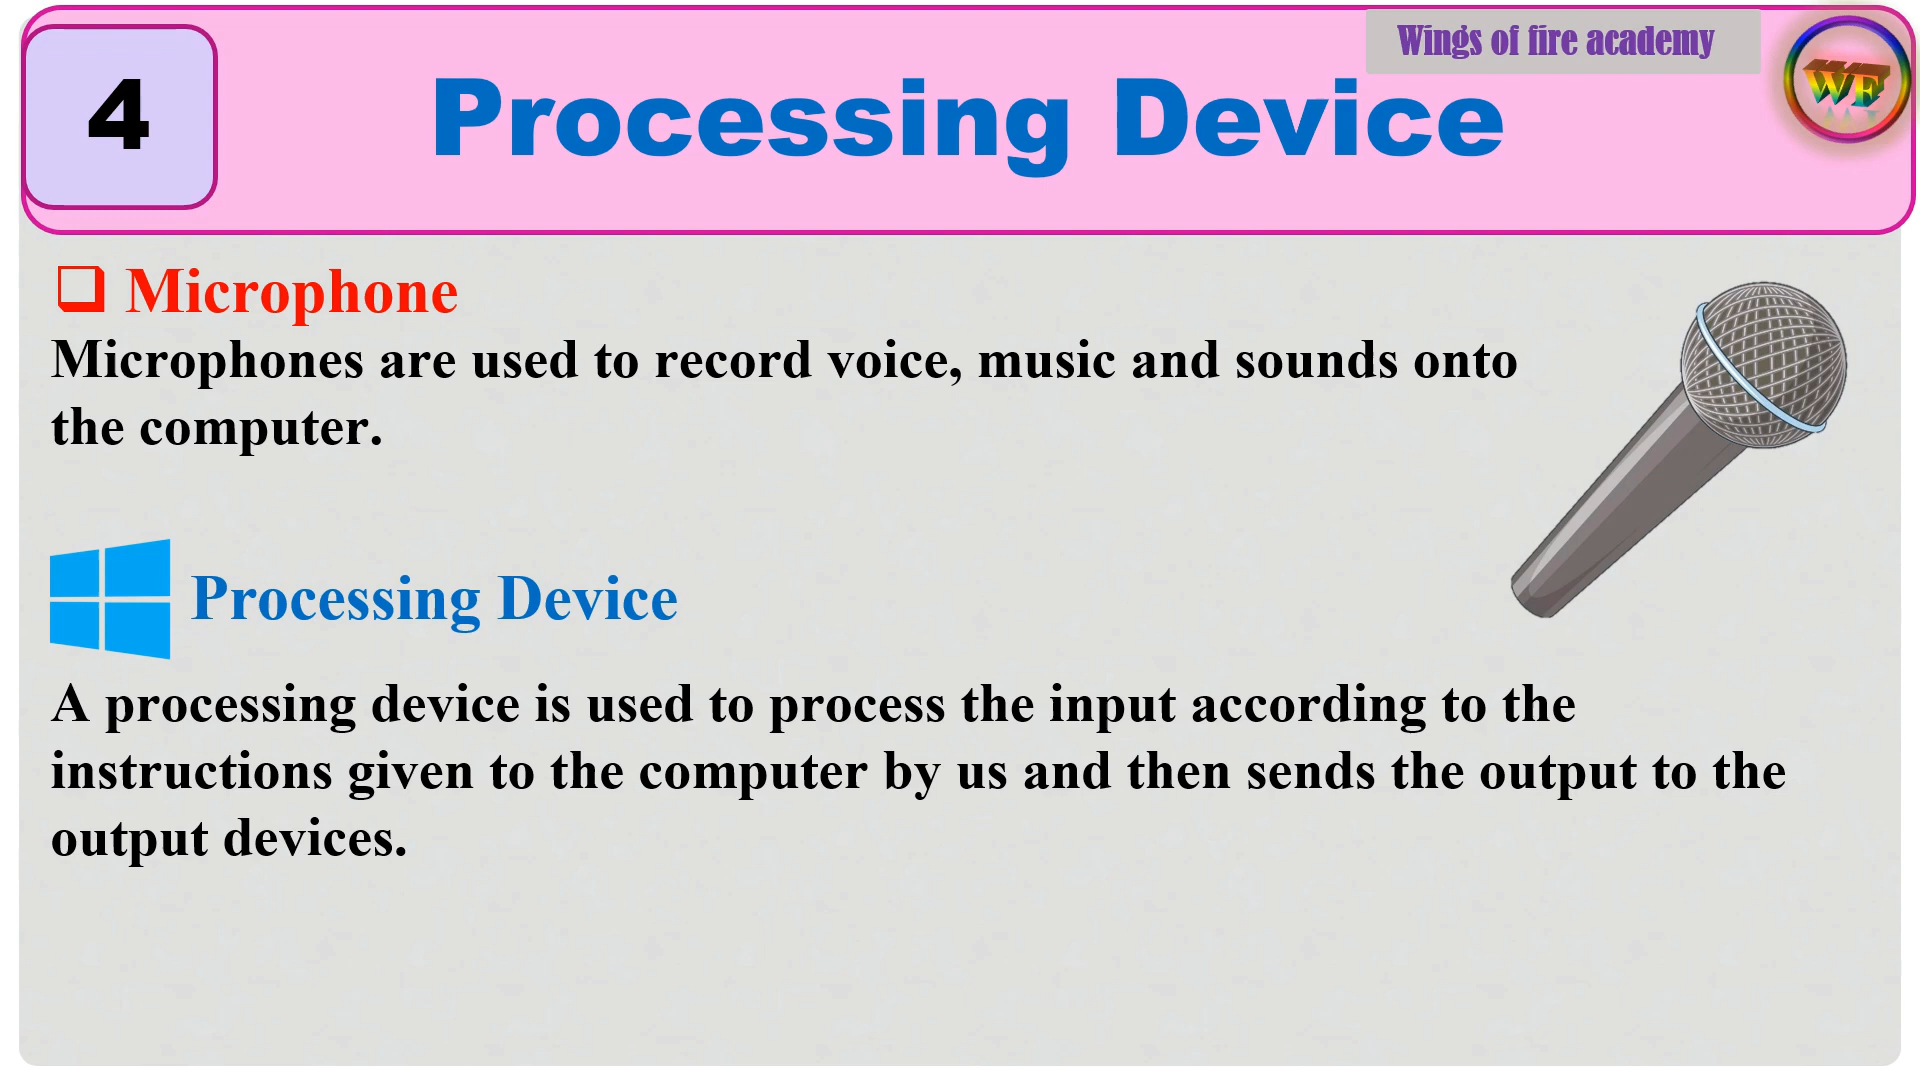 Wings of fire academy
WF
4
Processing Device
Microphone
Microphones are used to record voice, music and sounds onto
the computer.
Processing Device
A processing device is used to process the input according to the
instructions given to the computer by us and then sends the output to the
output devices.